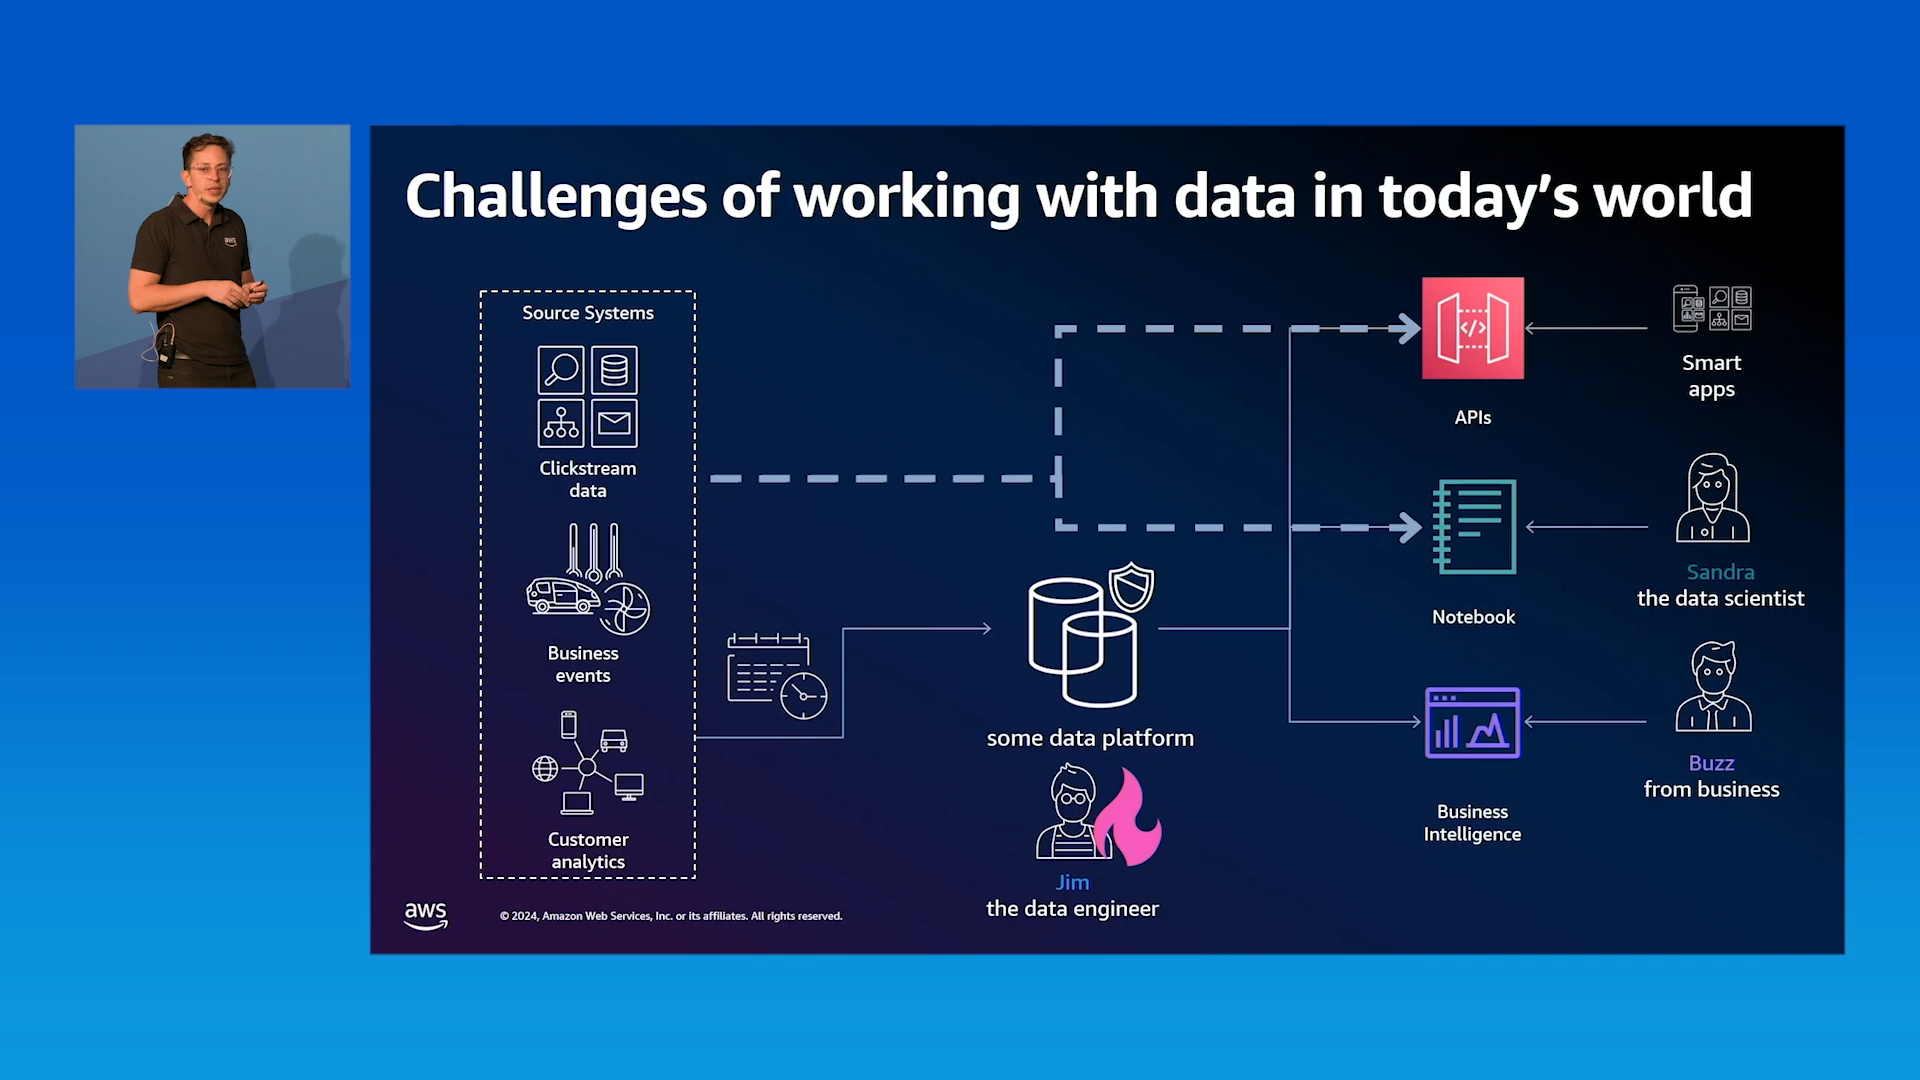 Challenges of working with data in today's world
Source Systems
Clickstream
data
Business
events
Customer
analytics
some data platform
Jim
the data engineer
APIs
Notebook
Business
Intelligence
Smart
apps
Sandra
the data scientist
Buzz
from business
aws
© 2024, Amazon Web Services, Inc. or its affiliates. All rights reserved.
aws